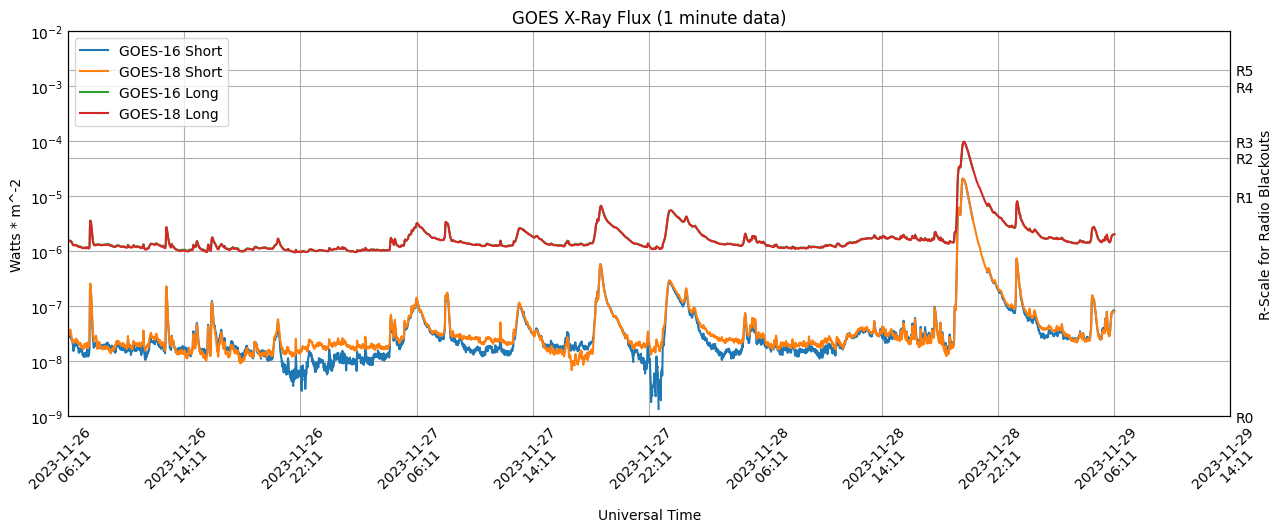 GOES X-Ray Flux (1 minute data)
GOES-16 Short
GOES-18 Short
GOES-16 Long
GOES-18 Long
Watts * m^-2
10^-2
10^-3
10^-4
10^-5
10^-6
10^-7
10^-8
10^-9
R5
R4
R3
R2
R1
R0
R-Scale for Radio Blackouts
2023-11-26
06:11
2023-11-26
14:11
2023-11-26
22:11
2023-11-27
06:11
2023-11-27
14:11
2023-11-27
22:11
2023-11-28
06:11
2023-11-28
14:11
2023-11-28
22:11
2023-11-29
06:11
2023-11-29
14:11
Universal Time